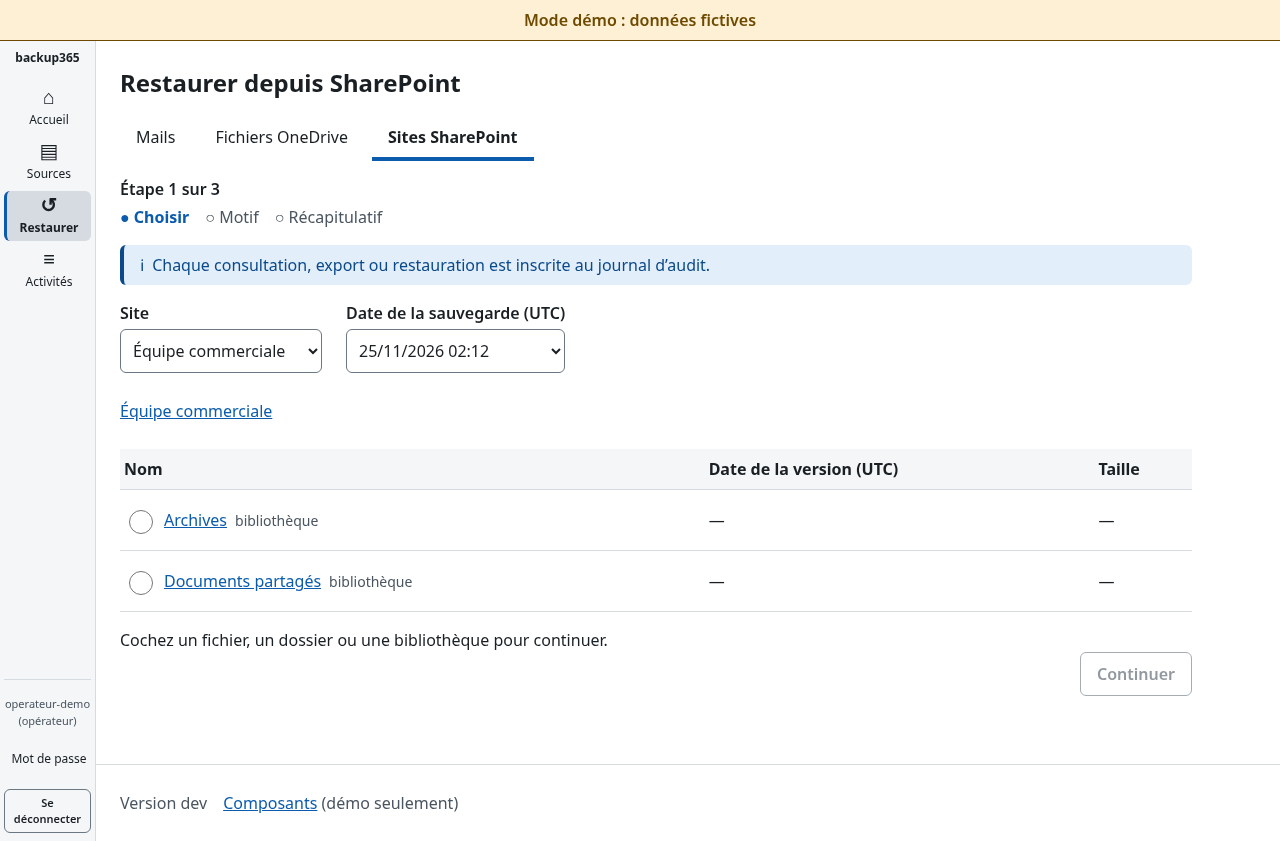 Mode démo : données fictives
backup365
Accueil
Sources
Restaurer
Activités
operateur-demo
(opérateur)
Mot de passe
Se
déconnecter
Restaurer depuis SharePoint
Mails Fichiers OneDrive Sites SharePoint
Étape 1 sur 3
● Choisir ○ Motif ○ Récapitulatif
i Chaque consultation, export ou restauration est inscrite au journal d’audit.
Site Date de la sauvegarde (UTC)
Équipe commerciale 25/11/2026 02:12
Équipe commerciale
Nom Date de la version (UTC) Taille
Archives bibliothèque — —
Documents partagés bibliothèque — —
Cochez un fichier, un dossier ou une bibliothèque pour continuer.
Continuer
Version dev Composants (démo seulement)